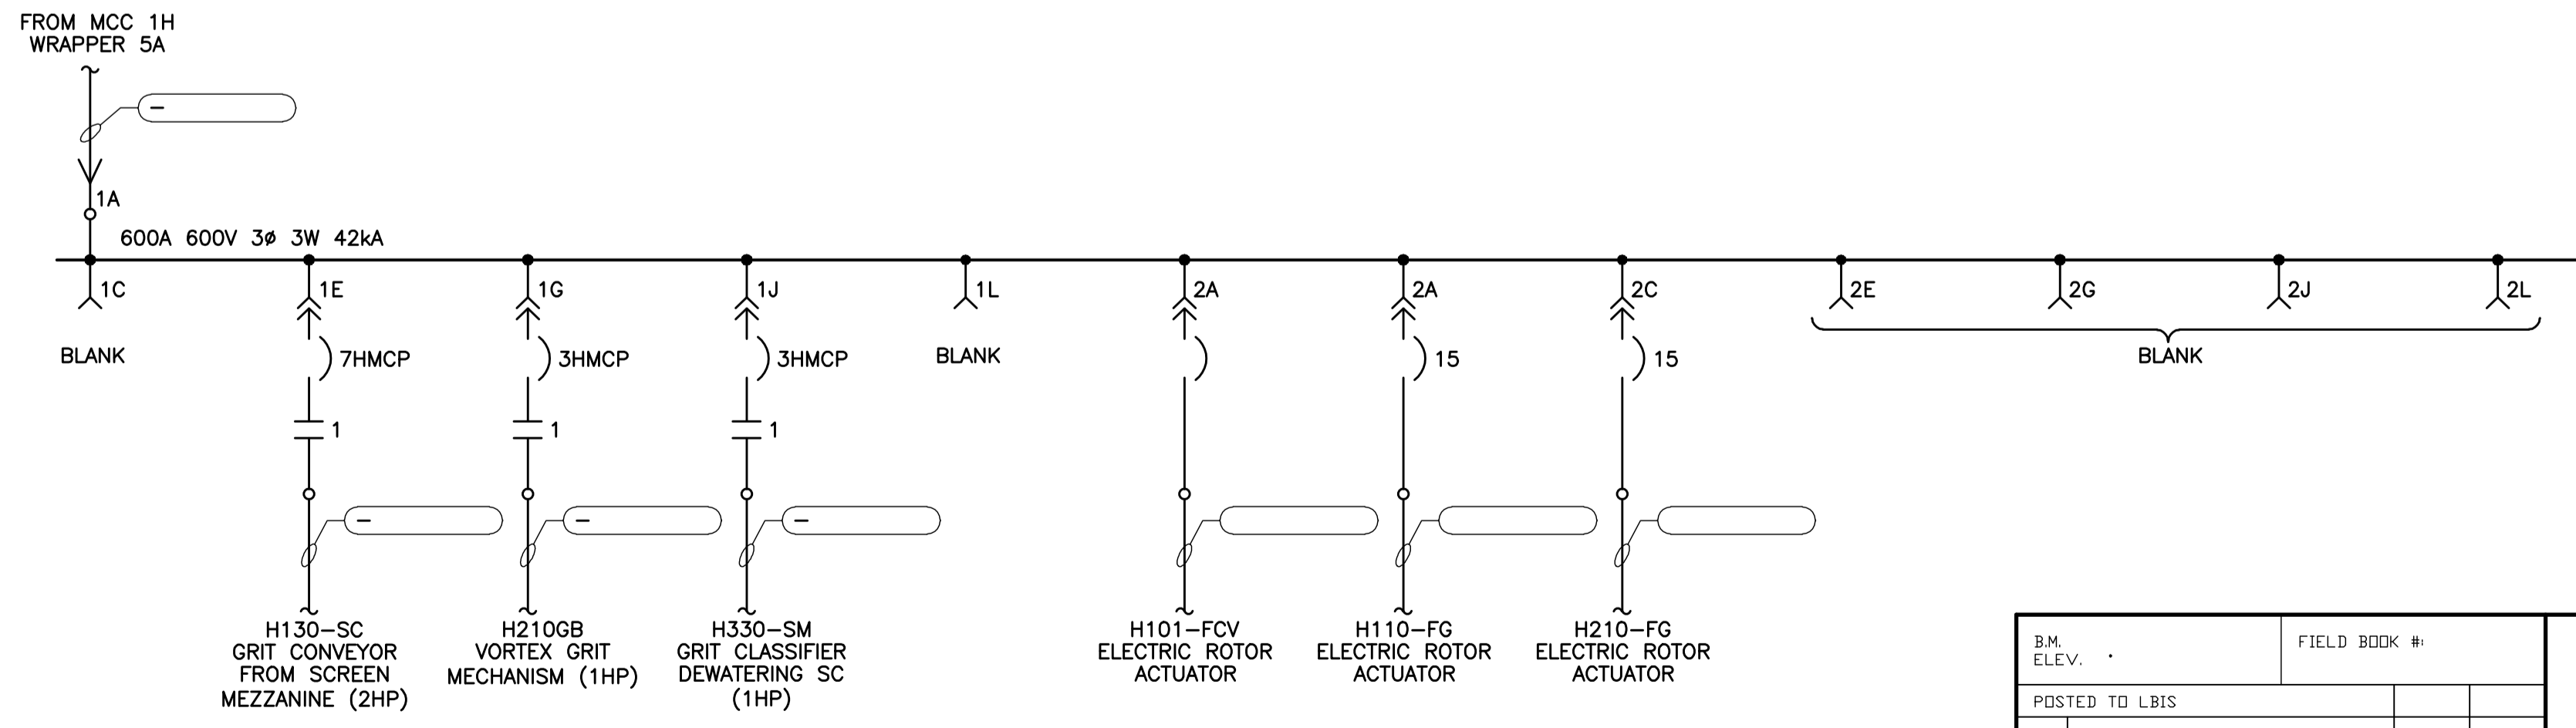 FROM MCC 1H
WRAPPER 5A
–
1A
600A 600V 3ø 3W 42kA
1C
1E
1G
1J
1L
2A
2A
2C
2E
2G
2J
2L
BLANK
7HMCP
3HMCP
3HMCP
BLANK
15
15
BLANK
1
1
1
–
–
–
H130–SC
GRIT CONVEYOR
FROM SCREEN
MEZZANINE (2HP)
H210GB
VORTEX GRIT
MECHANISM (1HP)
H330–SM
GRIT CLASSIFIER
DEWATERING SC
(1HP)
H101–FCV
ELECTRIC ROTOR
ACTUATOR
H110–FG
ELECTRIC ROTOR
ACTUATOR
H210–FG
ELECTRIC ROTOR
ACTUATOR
B.M.
ELEV. .
FIELD BOOK #:
POSTED TO LBIS